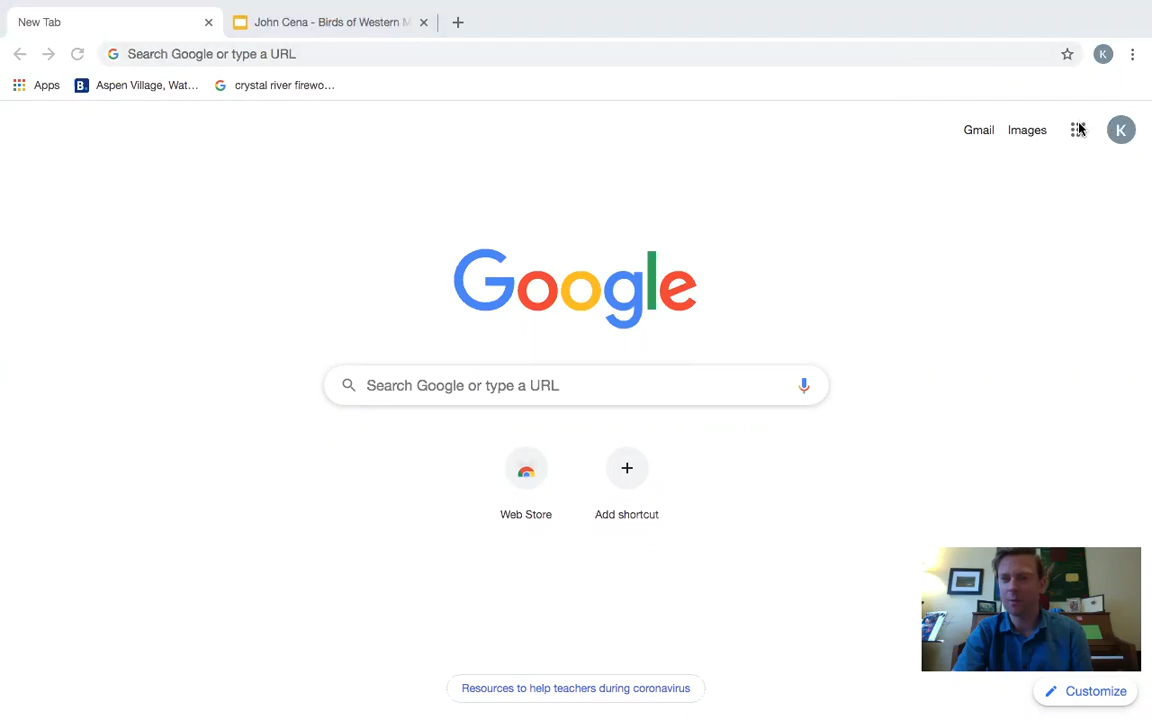 New Tab
John Cena - Birds of Western M
Search Google or type a URL
K
Apps
B.
Aspen Village, Wat...
G
crystal river firewo...
Gmail
Images
K
Google
Search Google or type a URL
Web Store
Add shortcut
Resources to help teachers during coronavirus
Customize